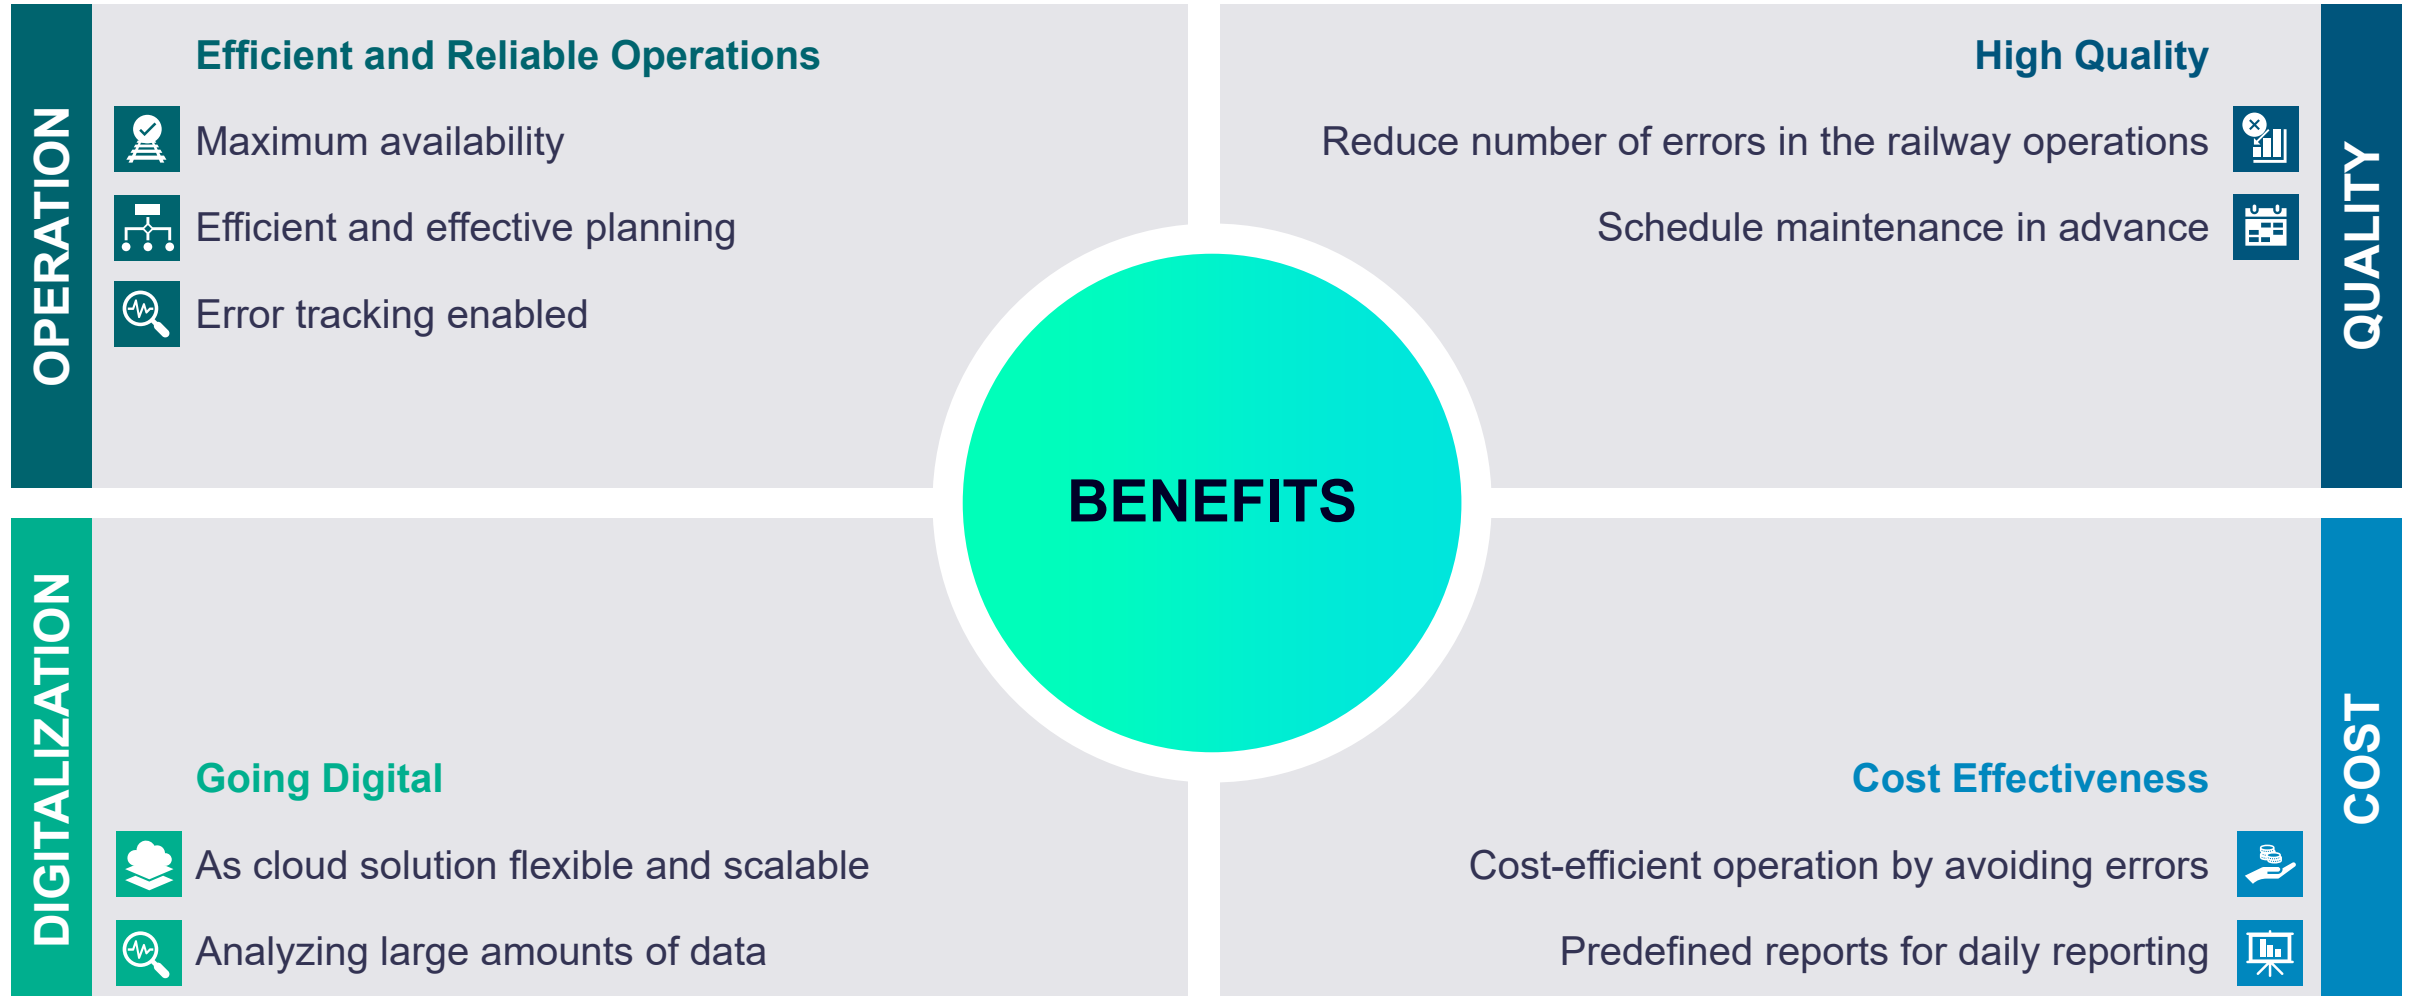 OPERATION
Efficient and Reliable Operations
Maximum availability
Efficient and effective planning
Error tracking enabled
High Quality
Reduce number of errors in the railway operations
Schedule maintenance in advance
QUALITY
BENEFITS
DIGITALIZATION
Going Digital
As cloud solution flexible and scalable
Analyzing large amounts of data
Cost Effectiveness
Cost-efficient operation by avoiding errors
Predefined reports for daily reporting
COST